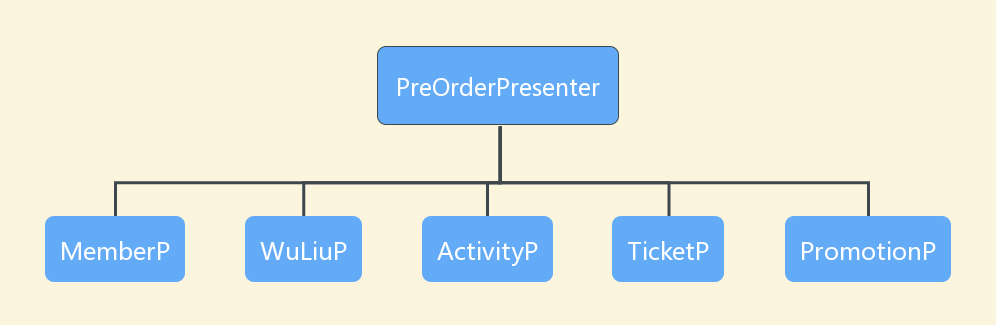 PreOrderPresenter
MemberP
WuLiuP
ActivityP
TicketP
PromotionP